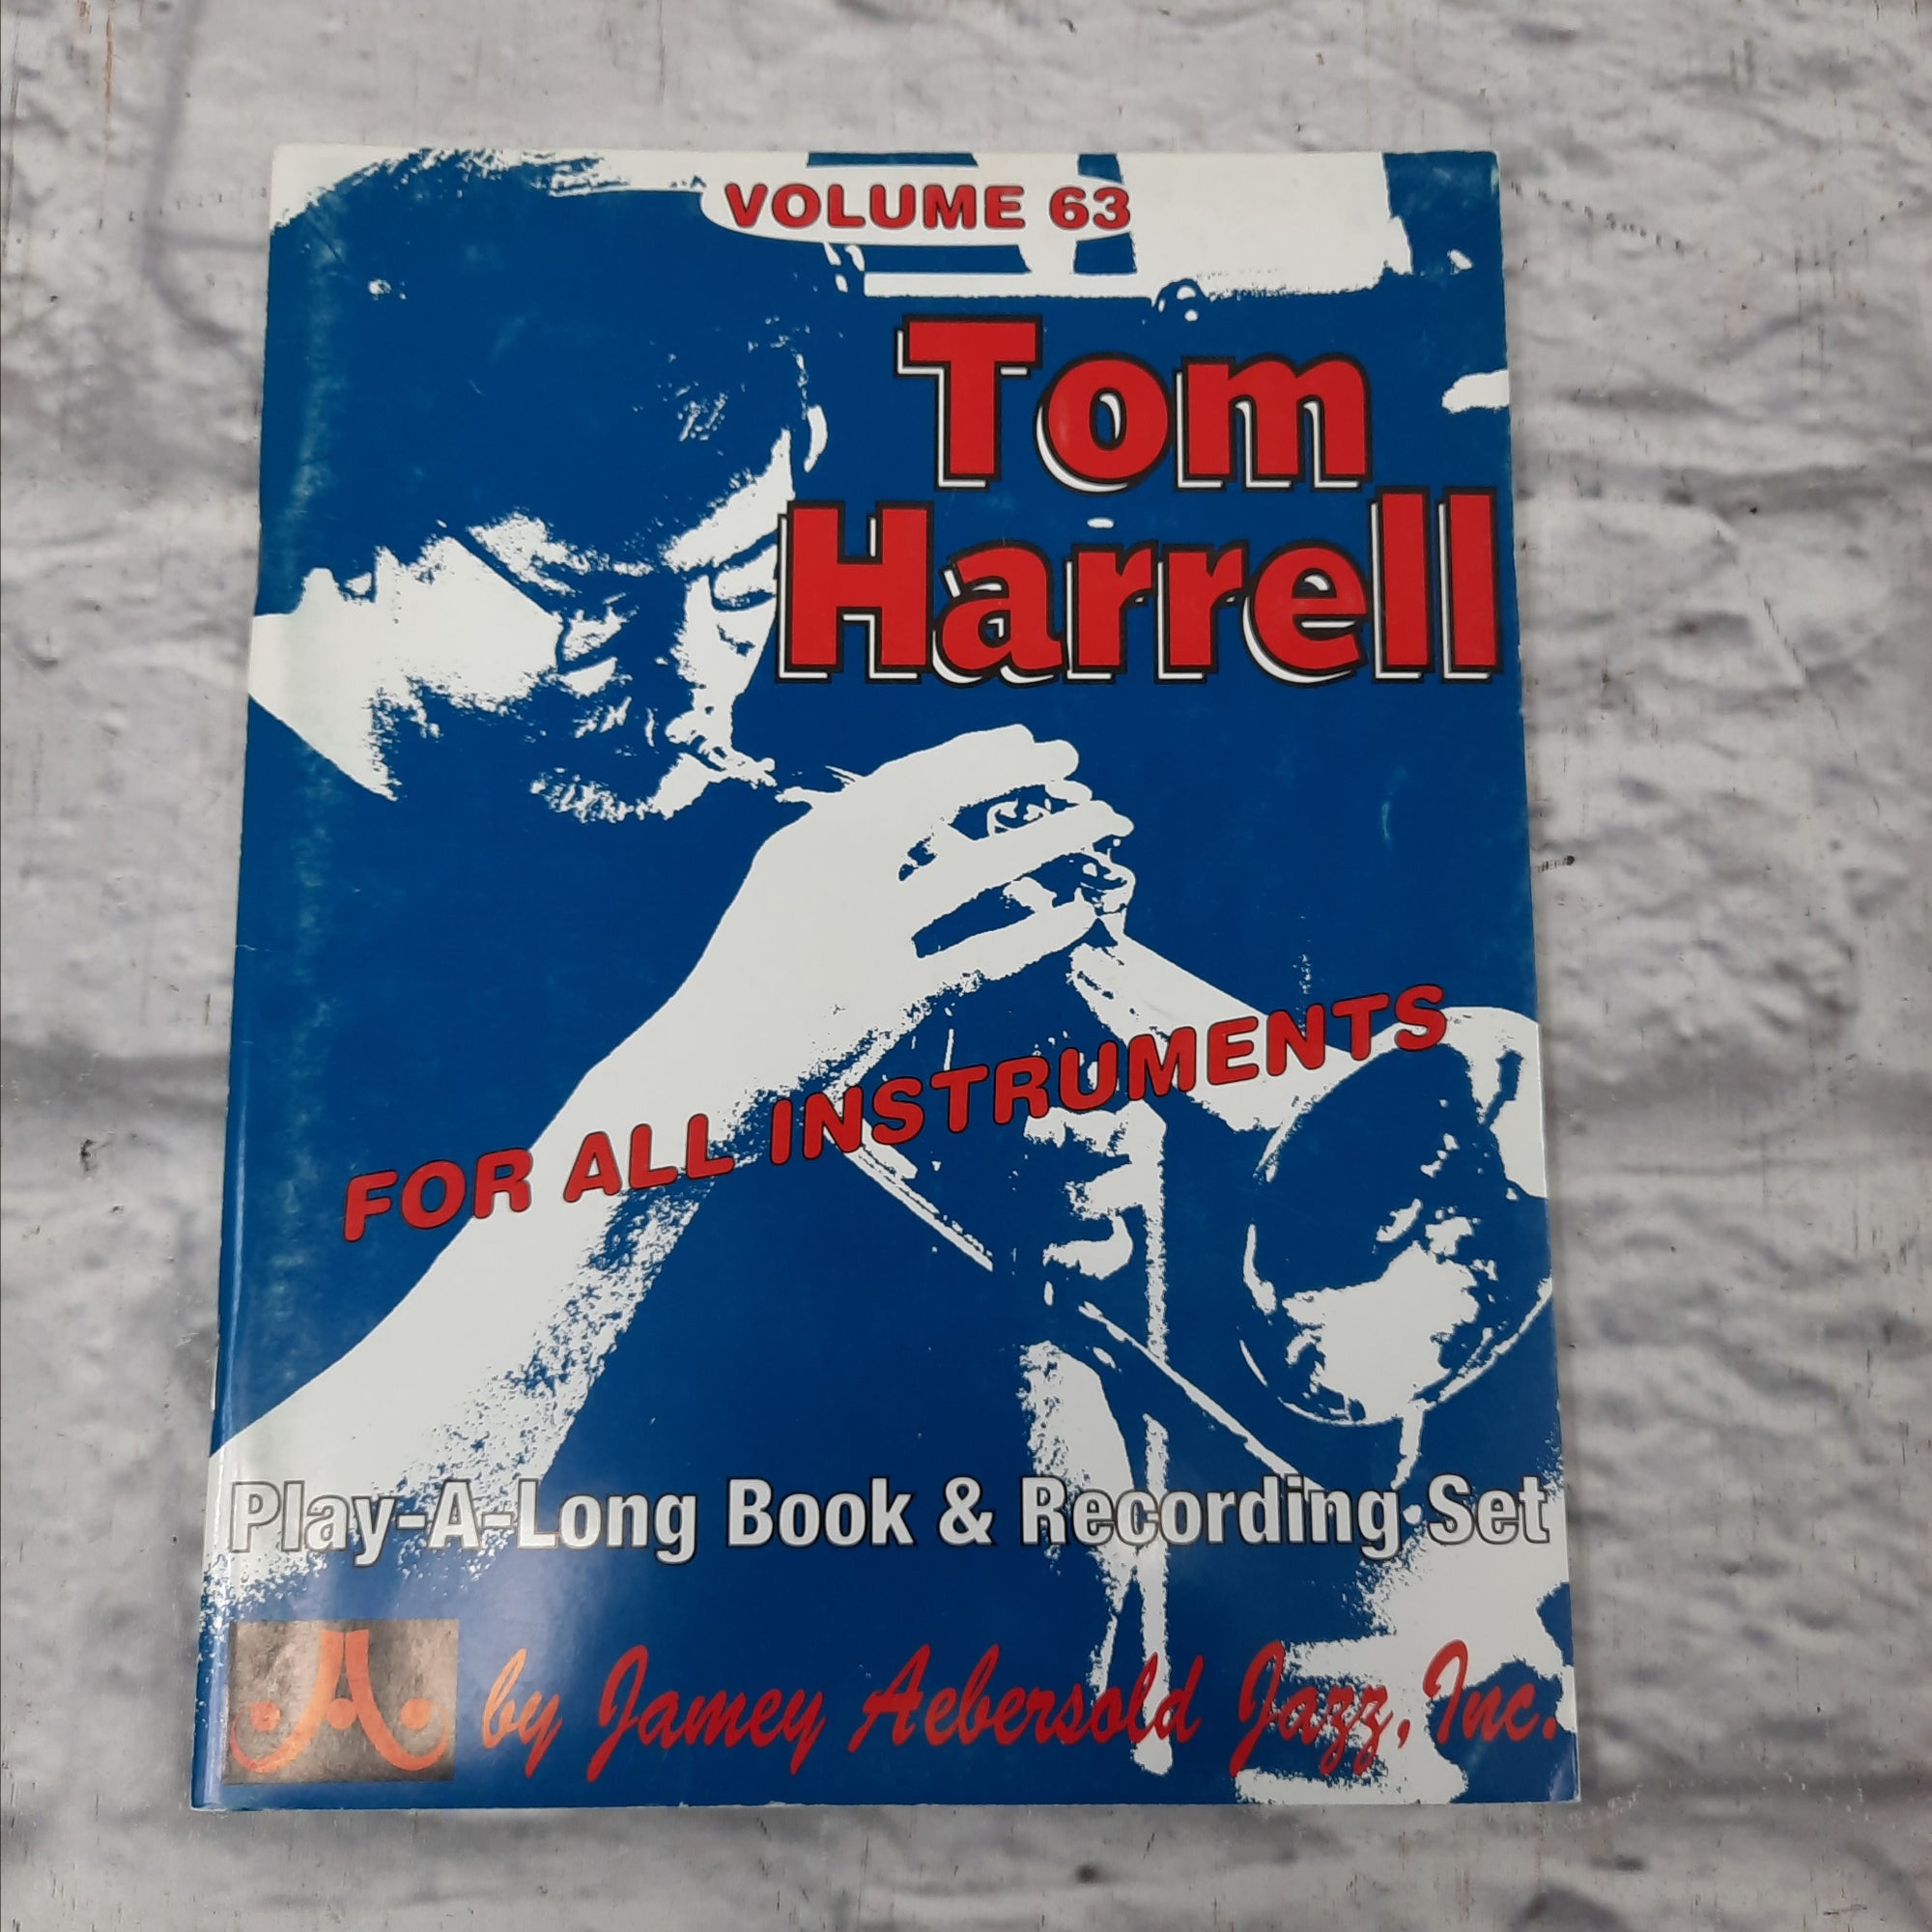 VOLUME 63
Tom
Harrell
FOR ALL INSTRUMENTS
Play-A-Long Book & Recording Set
by Jamey Aebersold Jazz, Inc.